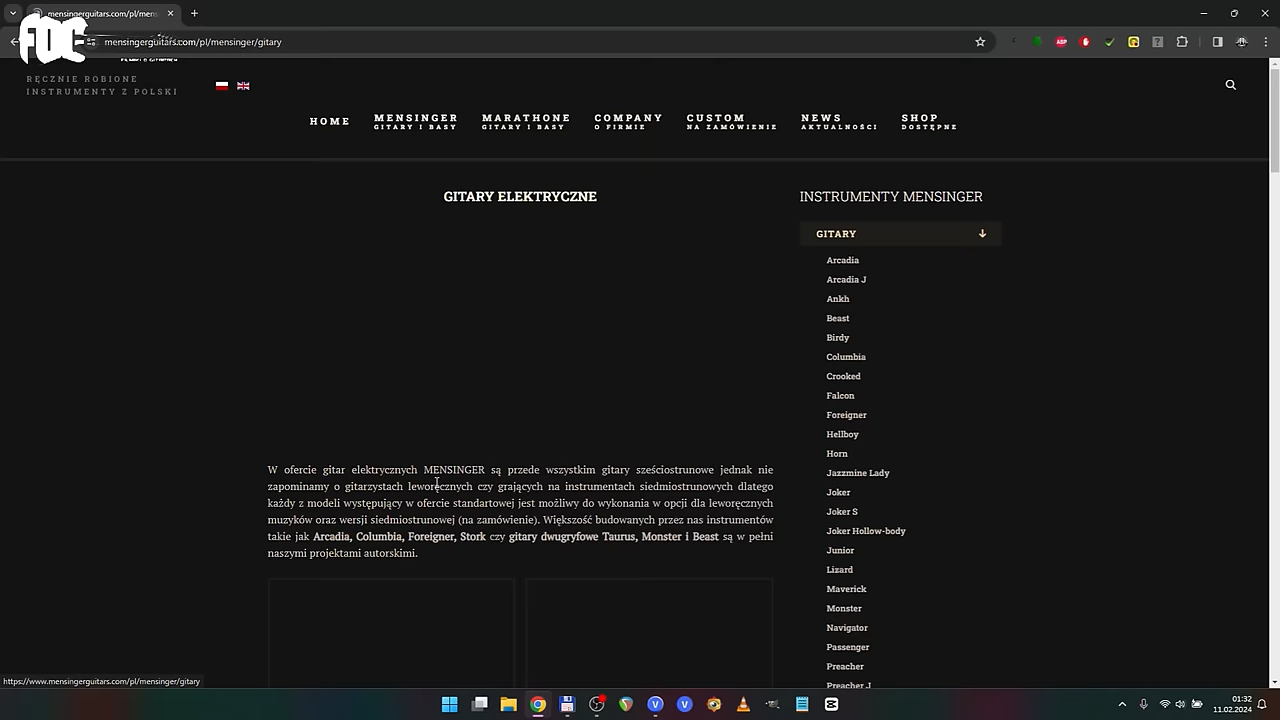 mensingerguitars.com/pl/mens
FDC
mensingerguitars.com/pl/mensinger/gitary
RĘCZNIE ROBIONE
INSTRUMENTY Z POLSKI
HOME
MENSINGER
GITARY I BASY
MARATHONE
GITARY I BASY
COMPANY
O FIRMIE
CUSTOM
NA ZAMÓWIENIE
NEWS
AKTUALNOŚCI
SHOP
DOSTĘPNE
GITARY ELEKTRYCZNE
W ofercie gitar elektrycznych MENSINGER są przede wszystkim gitary sześciostrunowe jednak nie
zapominamy o gitarzystach leworęcznych czy grających na instrumentach siedmiostrunowych dlatego
każdy z modeli występujący w ofercie standartowej jest możliwy do wykonania w opcji dla leworęcznych
muzyków oraz wersji siedmiostrunowej (na zamówienie). Większość budowanych przez nas instrumentów
takie jak Arcadia, Columbia, Foreigner, Stork czy gitary dwugryfowe Taurus, Monster i Beast są w pełni
naszymi projektami autorskimi.
INSTRUMENTY MENSINGER
GITARY
Arcadia
Arcadia J
Ankh
Beast
Birdy
Columbia
Crooked
Falcon
Foreigner
Hellboy
Horn
Jazzmine Lady
Joker
Joker S
Joker Hollow-body
Junior
Lizard
Maverick
Monster
Navigator
Passenger
Preacher
Preacher J
https://www.mensingerguitars.com/pl/mensinger/gitary
01:32
11.02.2024